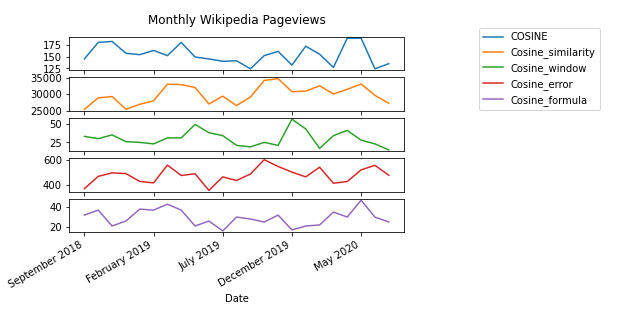 Monthly Wikipedia Pageviews
COSINE
Cosine_similarity
Cosine_window
Cosine_error
Cosine_formula
175
150
125
35000
30000
25000
50
25
600
400
40
20
September 2018
February 2019
July 2019
December 2019
May 2020
Date